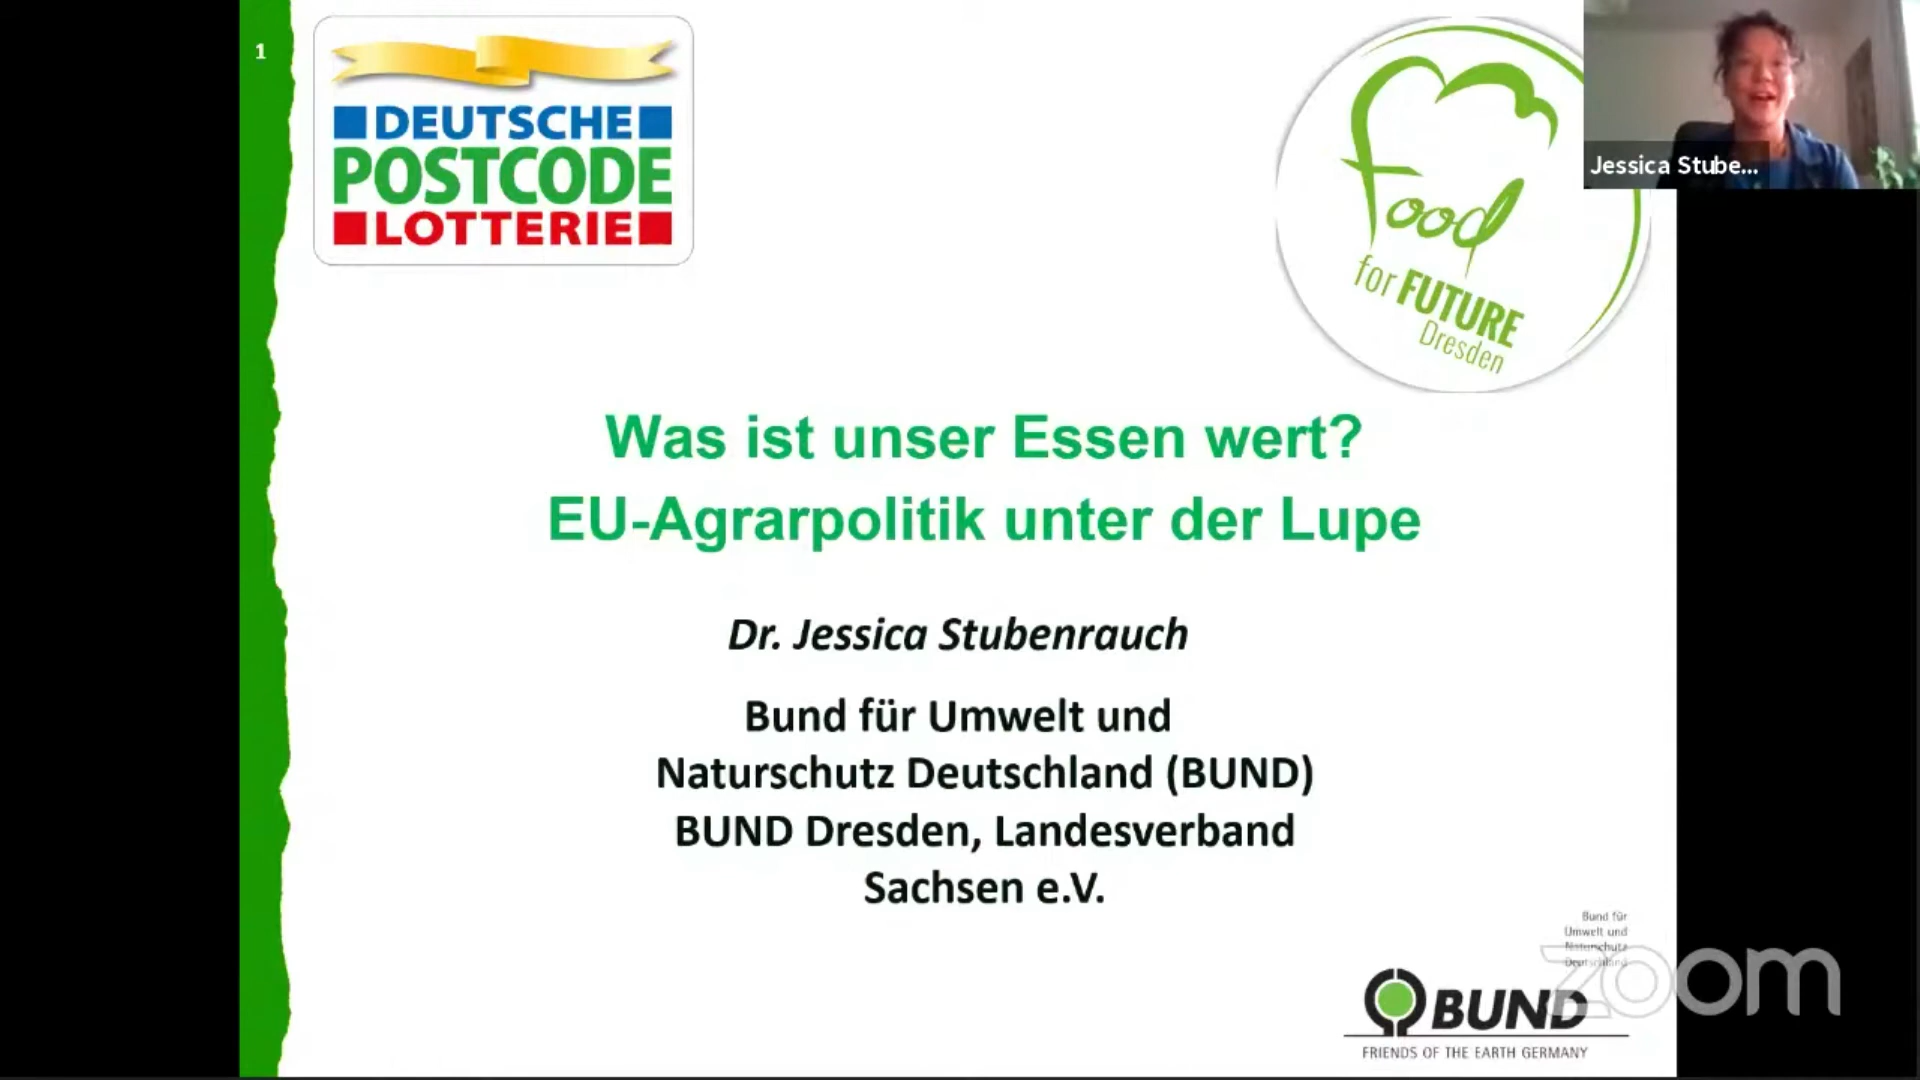 1
DEUTSCHE
POSTCODE
LOTTERIE
food
for FUTURE
Dresden
Jessica Stube...
Was ist unser Essen wert?
EU-Agrarpolitik unter der Lupe
Dr. Jessica Stubenrauch
Bund für Umwelt und
Naturschutz Deutschland (BUND)
BUND Dresden, Landesverband
Sachsen e.V.
Bund für
Umwelt und
Naturschutz
Deutschland
zoom
BUND
FRIENDS OF THE EARTH GERMANY